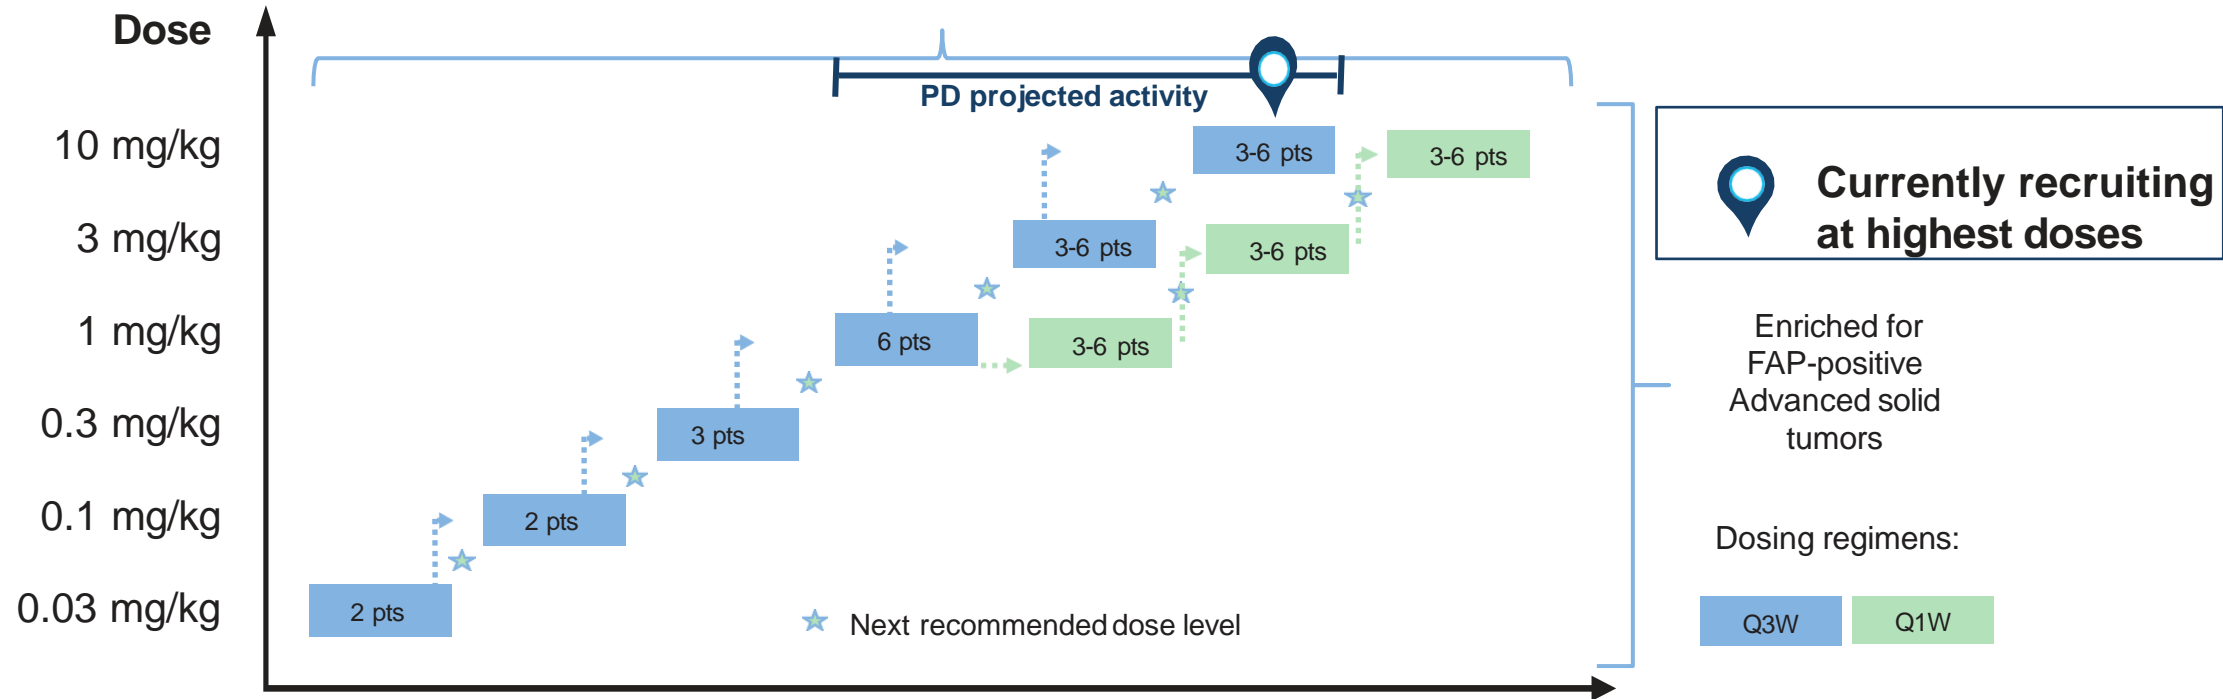 Dose
PD projected activity
10 mg/kg
3-6 pts
3-6 pts
Currently recruiting
at highest doses
3 mg/kg
3-6 pts
3-6 pts
1 mg/kg
6 pts
3-6 pts
Enriched for
FAP-positive
Advanced solid
tumors
0.3 mg/kg
3 pts
0.1 mg/kg
2 pts
Dosing regimens:
0.03 mg/kg
2 pts
Next recommended dose level
Q3W
Q1W